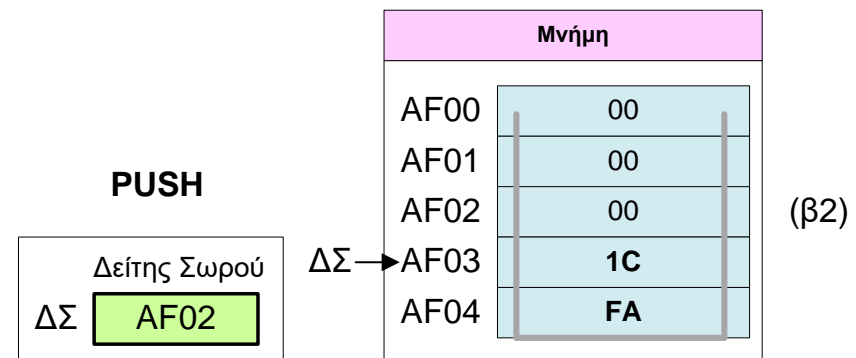 Μνήμη
AF00 00
AF01 00
PUSH
AF02 00
(β2)
Δείτης Σωρού
ΔΣ AF03 1C
ΔΣ AF02
AF04 FA